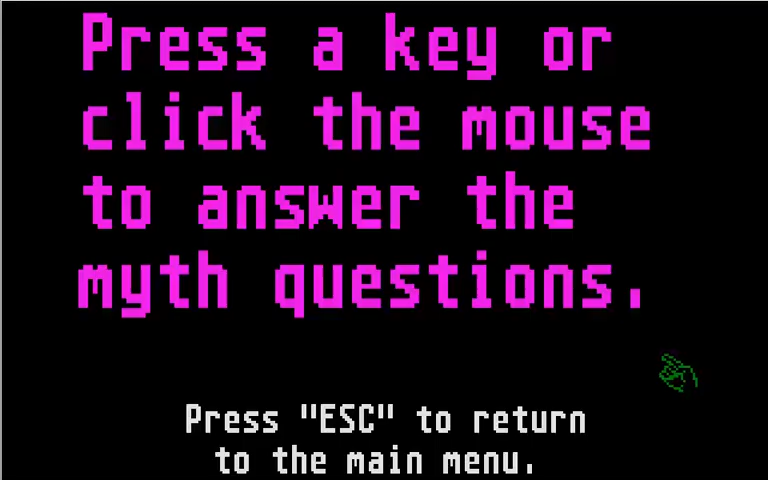 Press a key or
click the mouse
to answer the
myth questions.
Press "ESC" to return
to the main menu.